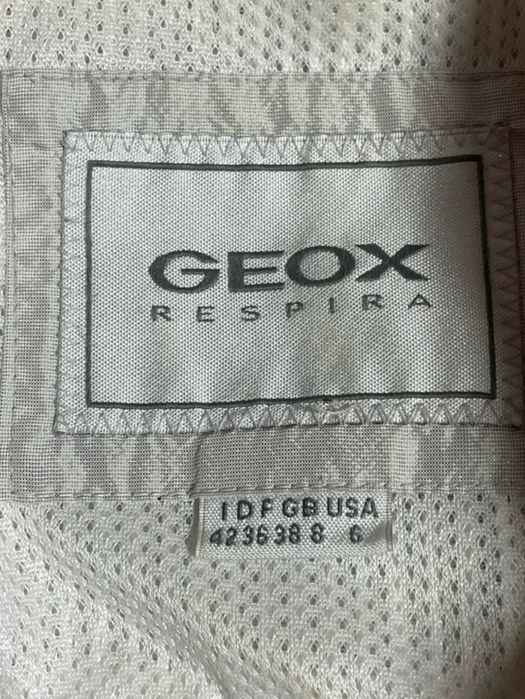 GEOX
RESPIRA
I D F GB USA
42 36 38 8 6